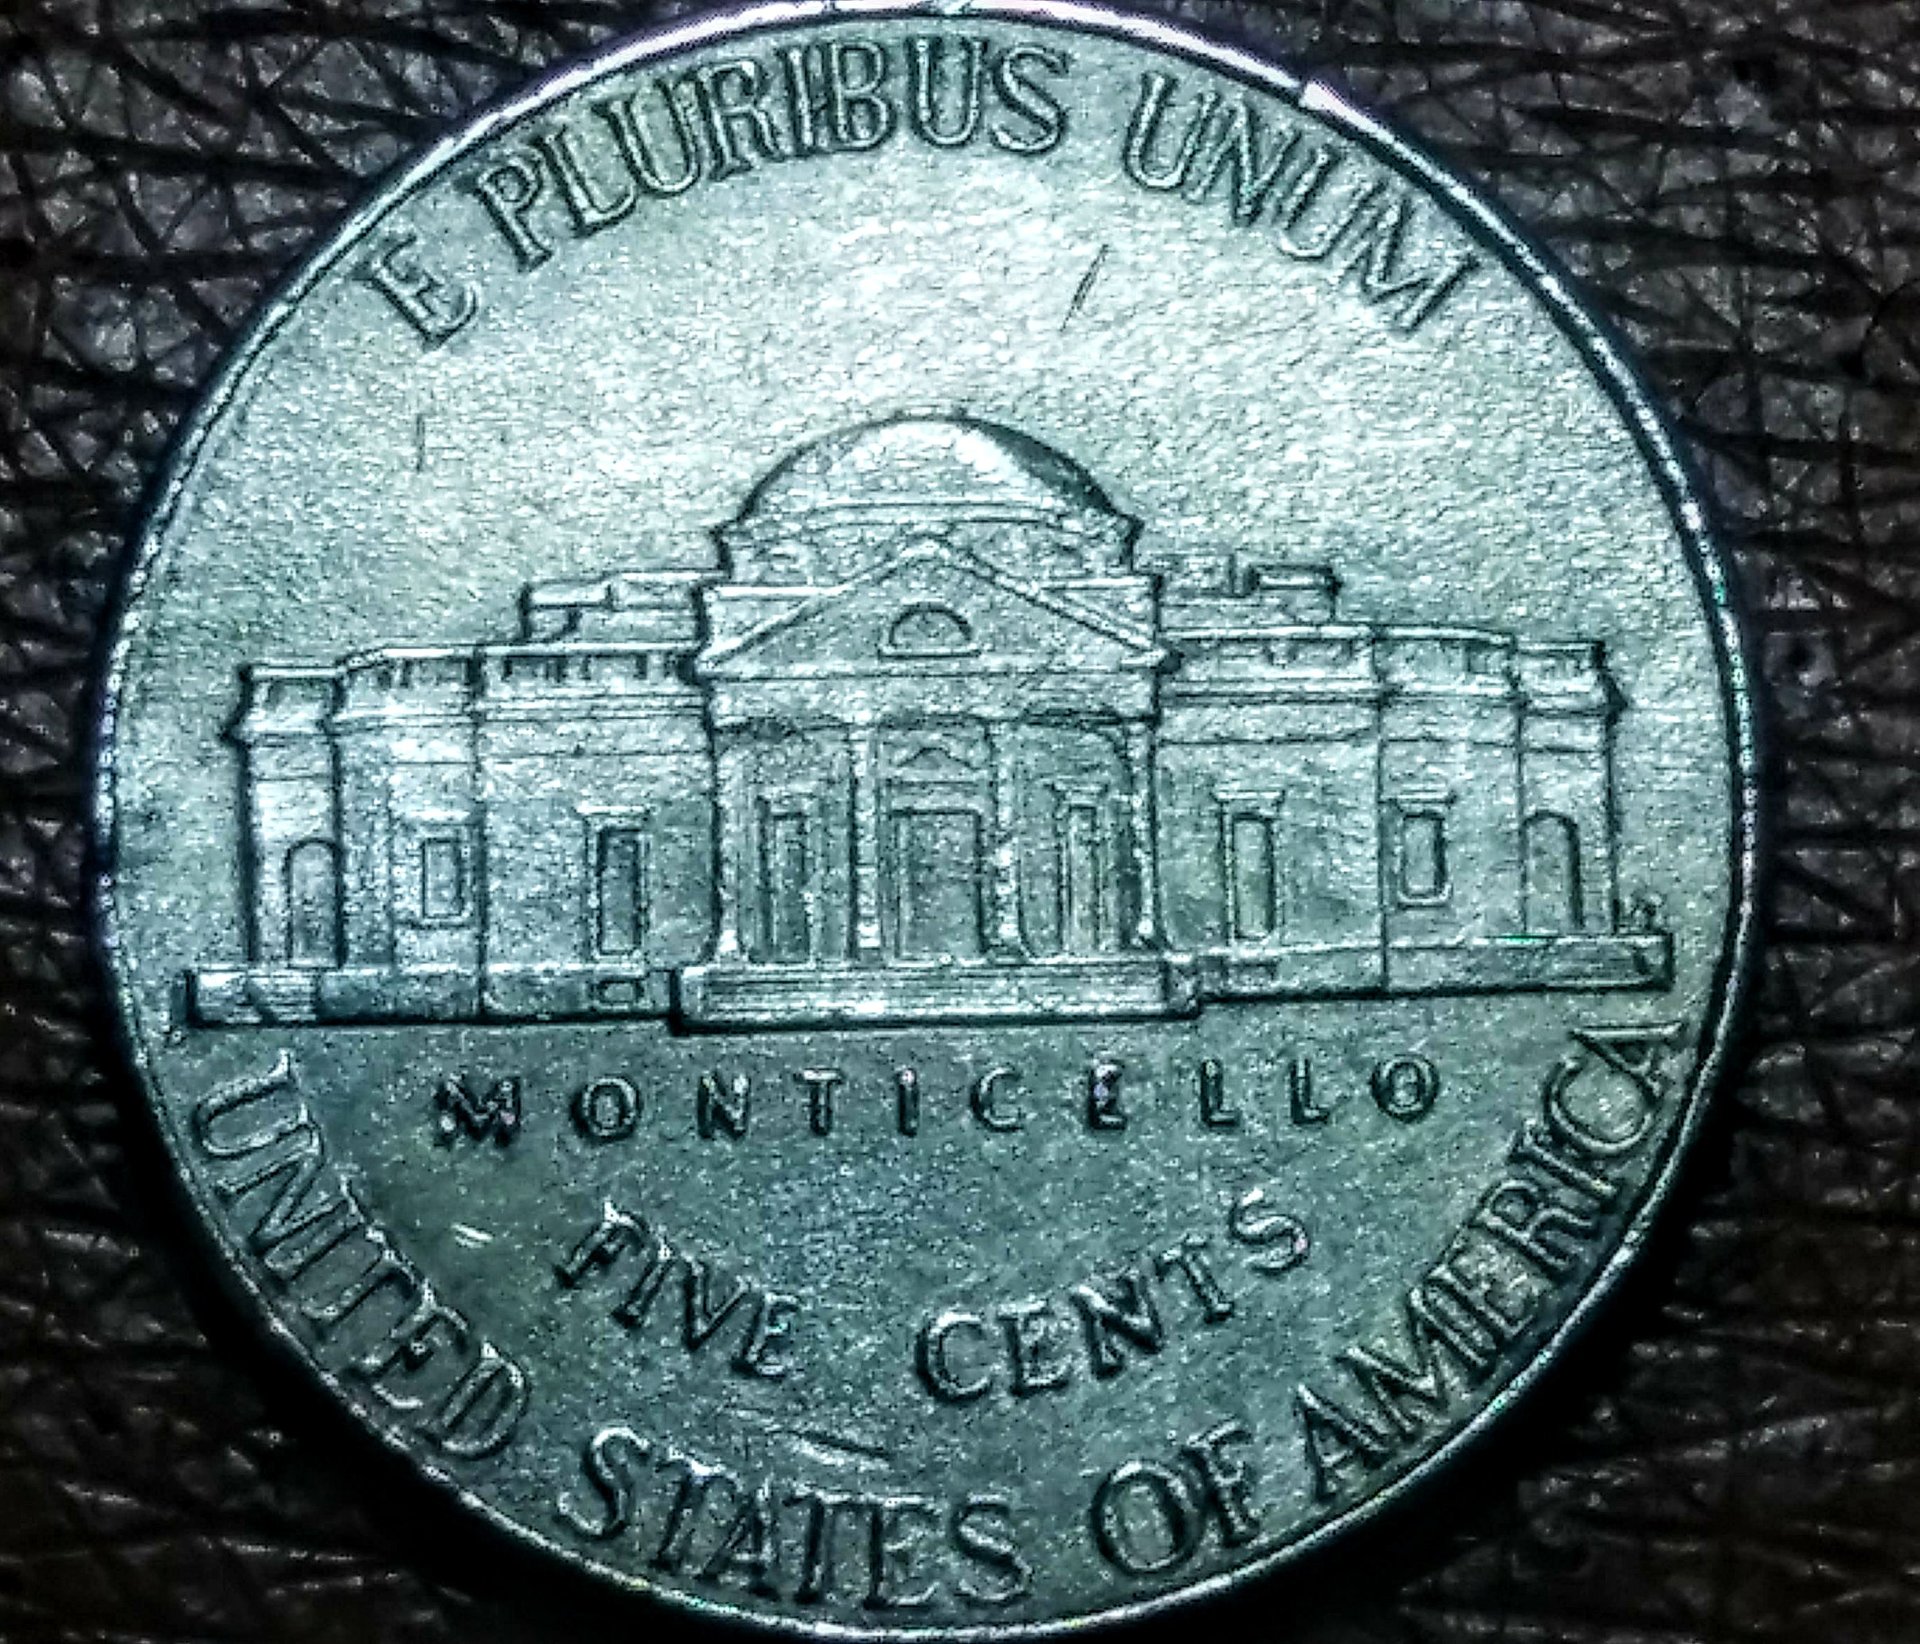 E PLURIBUS UNUM
MONTICELLO
FIVE CENTS
UNITED STATES OF AMERICA